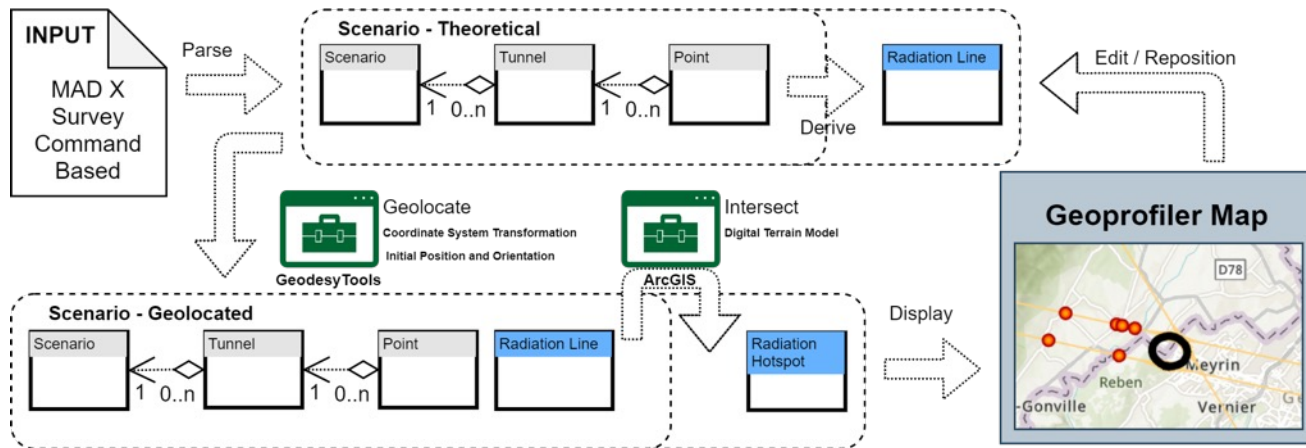 INPUT
MAD X
Survey
Command
Based
Parse
Scenario - Theoretical
Scenario
Tunnel
Point
1
0..n
1
0..n
Derive
Radiation Line
Edit / Reposition
Geolocate
Coordinate System Transformation
Initial Position and Orientation
GeodesyTools
Intersect
Digital Terrain Model
ArcGIS
Scenario - Geolocated
Scenario
Tunnel
Point
Radiation Line
1
0..n
1
0..n
Radiation
Hotspot
Display
Geoprofiler Map
D78
Meyrin
Reben
-Gonville
Vernier
Ge